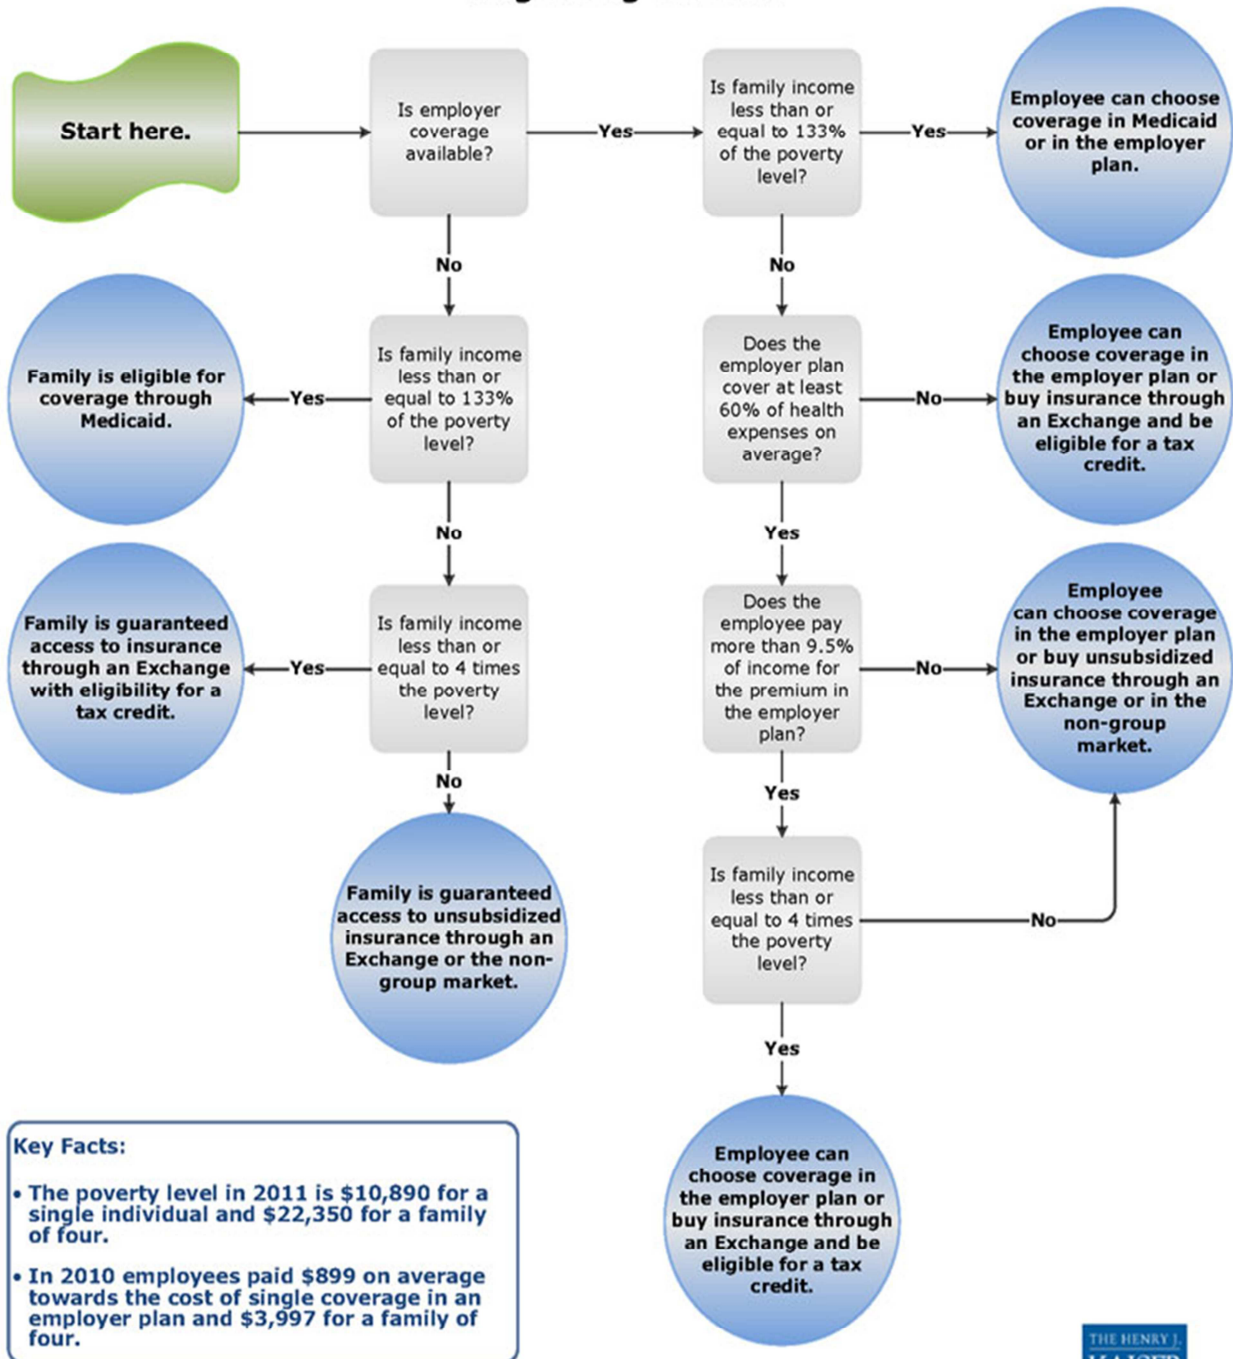 Start here.
Is employer
coverage
available?
Yes
Is family income
less than or
equal to 133%
of the poverty
level?
Yes
Employee can choose
coverage in Medicaid
or in the employer
plan.
No
No
Family is eligible for
coverage through
Medicaid.
Yes
Is family income
less than or
equal to 133%
of the poverty
level?
Does the
employer plan
cover at least
60% of health
expenses on
average?
No
Employee can
choose coverage in
the employer plan or
buy insurance through
an Exchange and be
eligible for a tax
credit.
No
Yes
Family is guaranteed
access to insurance
through an Exchange
with eligibility for a
tax credit.
Yes
Is family income
less than or
equal to 4 times
the poverty
level?
Does the
employee pay
more than 9.5%
of income for
the premium in
the employer
plan?
No
Employee
can choose coverage
in the employer plan
or buy unsubsidized
insurance through an
Exchange or in the
non-group
market.
No
Yes
Family is guaranteed
access to unsubsidized
insurance through an
Exchange or the non-
group market.
Is family income
less than or
equal to 4 times
the poverty
level?
No
Yes
Employee can
choose coverage in
the employer plan or
buy insurance through
an Exchange and be
eligible for a tax
credit.
Key Facts:
• The poverty level in 2011 is $10,890 for a
single individual and $22,350 for a family
of four.
• In 2010 employees paid $899 on average
towards the cost of single coverage in an
employer plan and $3,997 for a family of
four.
THE HENRY J.
KAISER